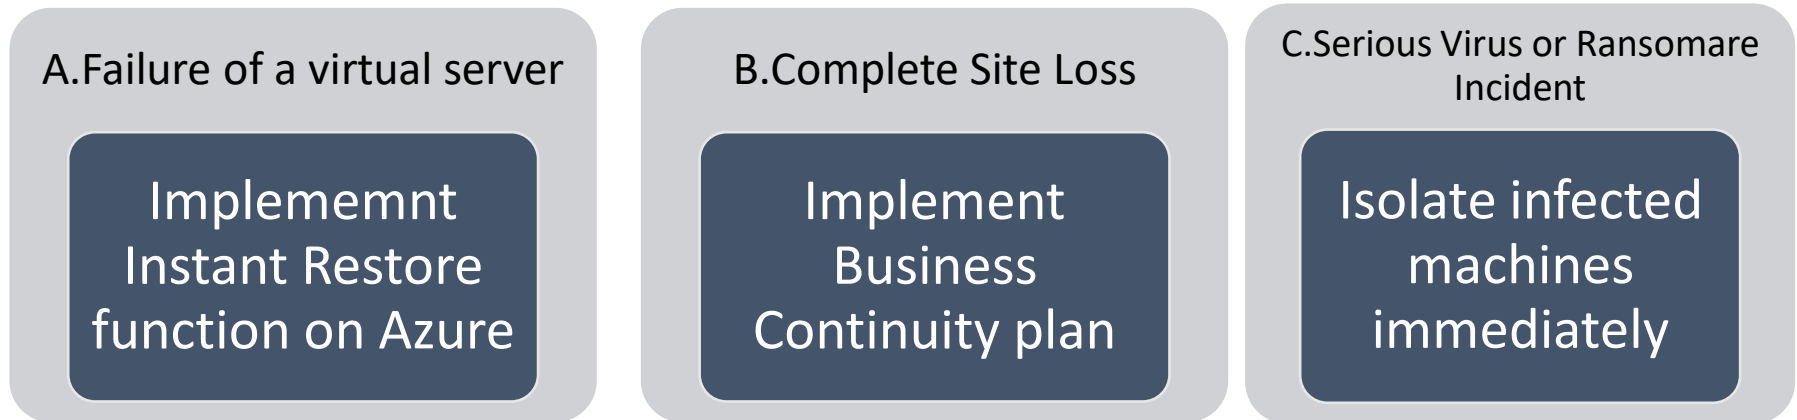 A.Failure of a virtual server
Implememnt
Instant Restore
function on Azure
B.Complete Site Loss
Implement
Business
Continuity plan
C.Serious Virus or Ransomare
Incident
Isolate infected
machines
immediately